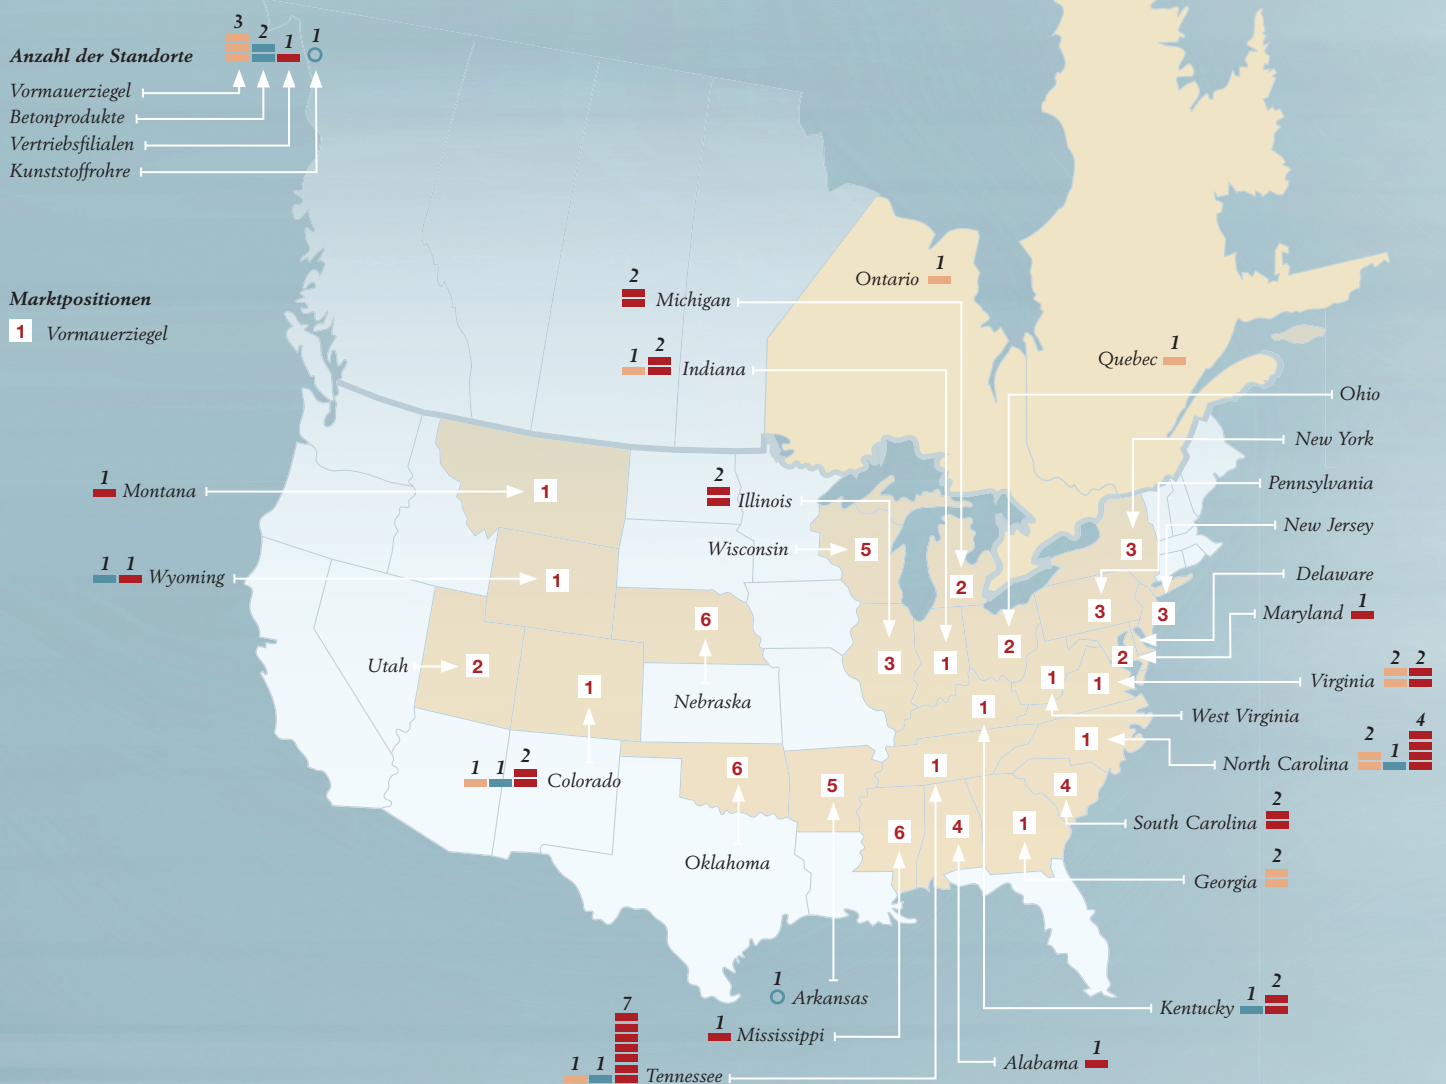 3 2 1 1
Anzahl der Standorte
Vormauerziegel
Betonprodukte
Vertriebsfilialen
Kunststoffrohre
Marktpositionen
1 Vormauerziegel
Ontario 1
2
Michigan
1 2
Indiana
Quebec 1
Ohio
New York
Pennsylvania
New Jersey
Delaware
Maryland 1
2 2
Virginia
West Virginia
2 1 4
North Carolina
2
South Carolina
2
Georgia
1 2
Kentucky
1
Alabama
1
Montana
1 1
Wyoming
2
Illinois
Wisconsin
Utah
Nebraska
1 1 2
Colorado
Oklahoma
1
Arkansas
1
Mississippi
1 1 7
Tennessee
1
1
2
1
6
6
5
5
3
1
2
2
3
3
3
2
1
1
1
1
1
4
1
4
6